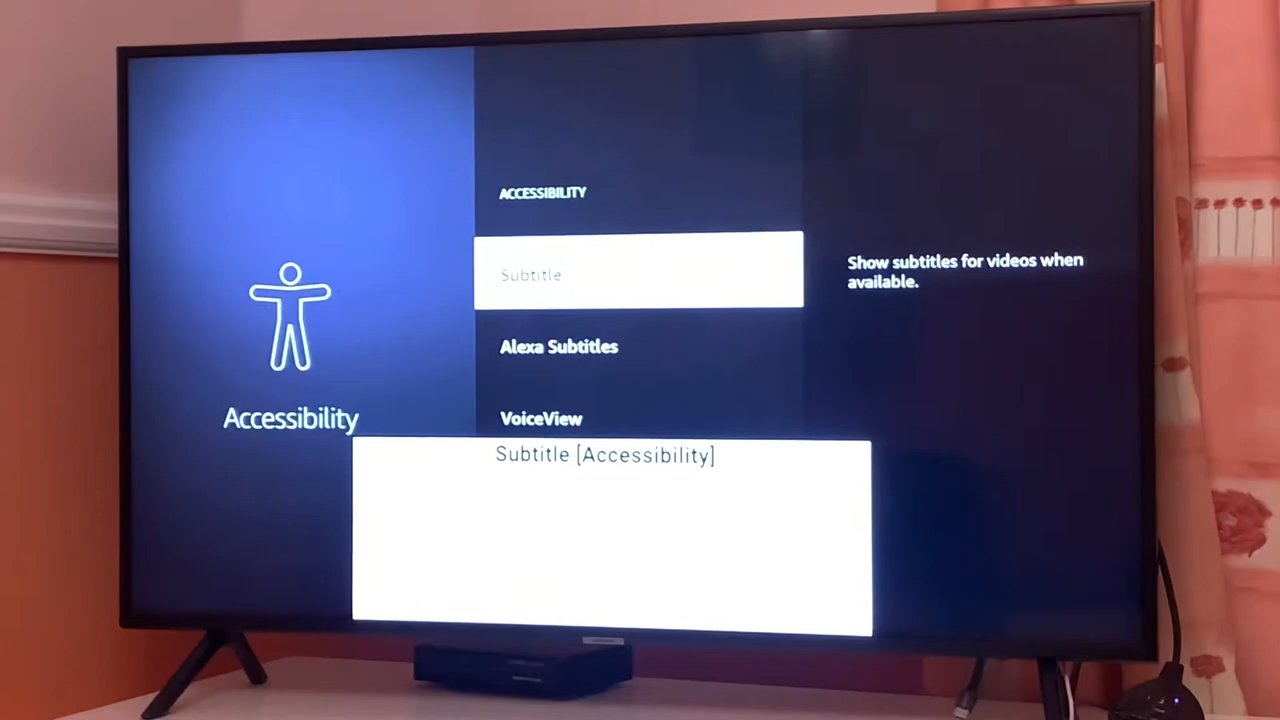 ACCESSIBILITY
Subtitle
Show subtitles for videos when
available.
Alexa Subtitles
VoiceView
Accessibility
Subtitle [Accessibility]